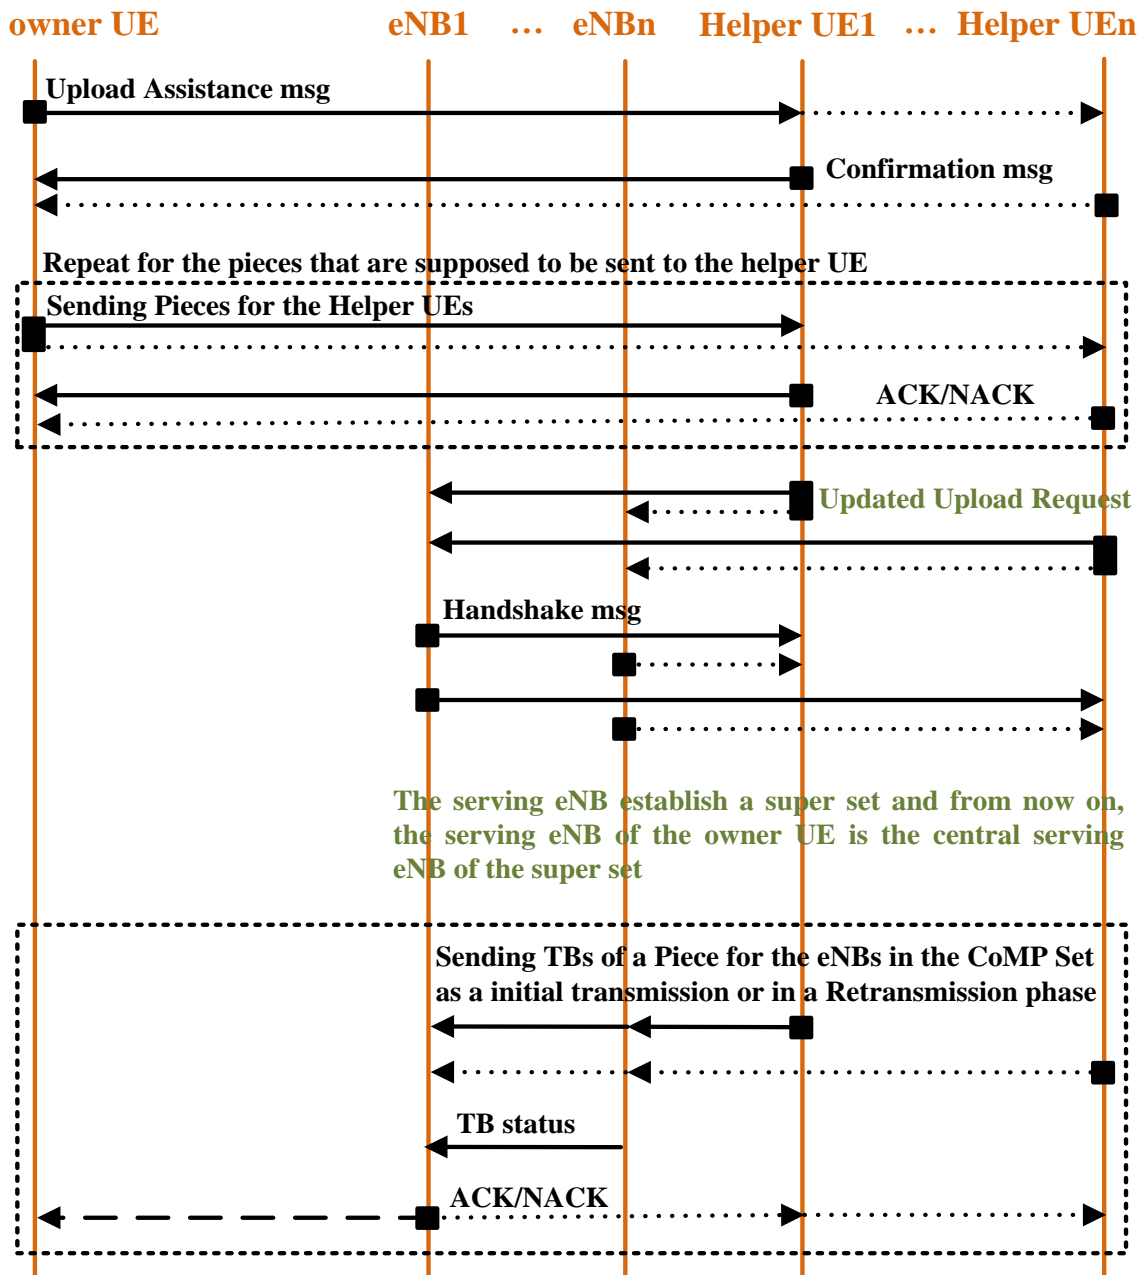 owner UE eNB1 ... eNBn Helper UE1 ... Helper UEn
Upload Assistance msg
Confirmation msg
Repeat for the pieces that are supposed to be sent to the helper UE
Sending Pieces for the Helper UEs
ACK/NACK
Updated Upload Request
Handshake msg
The serving eNB establish a super set and from now on,
the serving eNB of the owner UE is the central serving
eNB of the super set
Sending TBs of a Piece for the eNBs in the CoMP Set
as a initial transmission or in a Retransmission phase
TB status
ACK/NACK